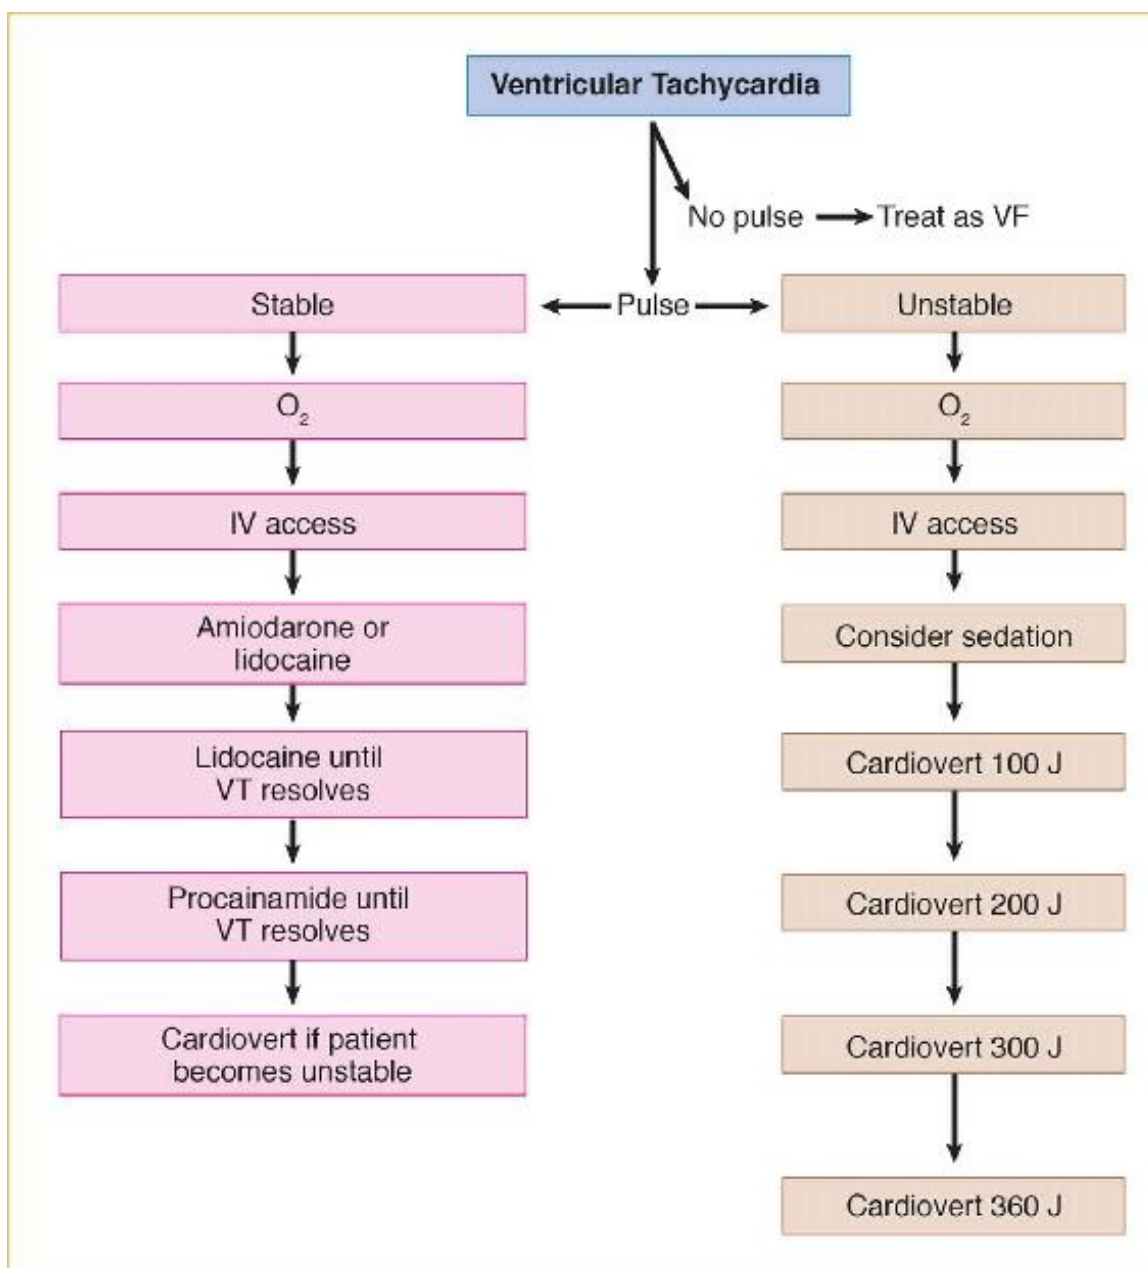 Ventricular Tachycardia
No pulse
Treat as VF
Pulse
Stable
O₂
IV access
Amiodarone or
lidocaine
Lidocaine until
VT resolves
Procainamide until
VT resolves
Cardiovert if patient
becomes unstable
Unstable
O₂
IV access
Consider sedation
Cardiovert 100 J
Cardiovert 200 J
Cardiovert 300 J
Cardiovert 360 J